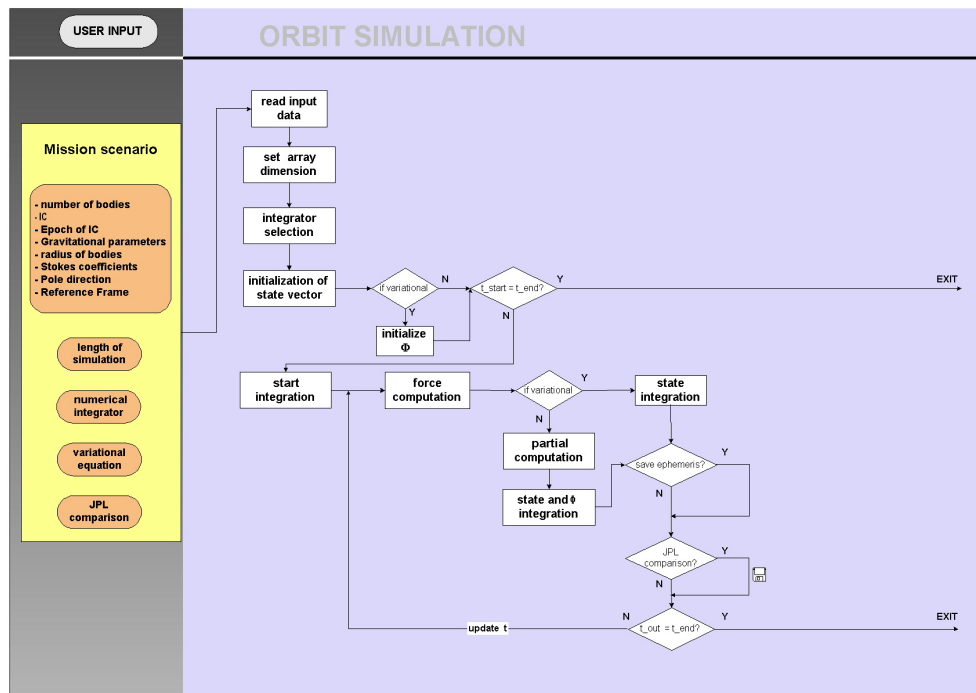 USER INPUT
ORBIT SIMULATION
Mission scenario
- number of bodies
- IC
- Epoch of IC
- Gravitational parameters
- radius of bodies
- Stokes coefficients
- Pole direction
- Reference Frame
length of
simulation
numerical
integrator
variational
equation
JPL
comparison
read input
data
set array
dimension
integrator
selection
initialization of
state vector
if variational
N
Y
initialize
Φ
t_start = t_end?
Y
N
EXIT
start
integration
force
computation
if variational
Y
N
state
integration
partial
computation
state and Φ
integration
save ephemeris?
Y
N
JPL
comparison?
Y
N
t_out = t_end?
N
Y
update t
EXIT